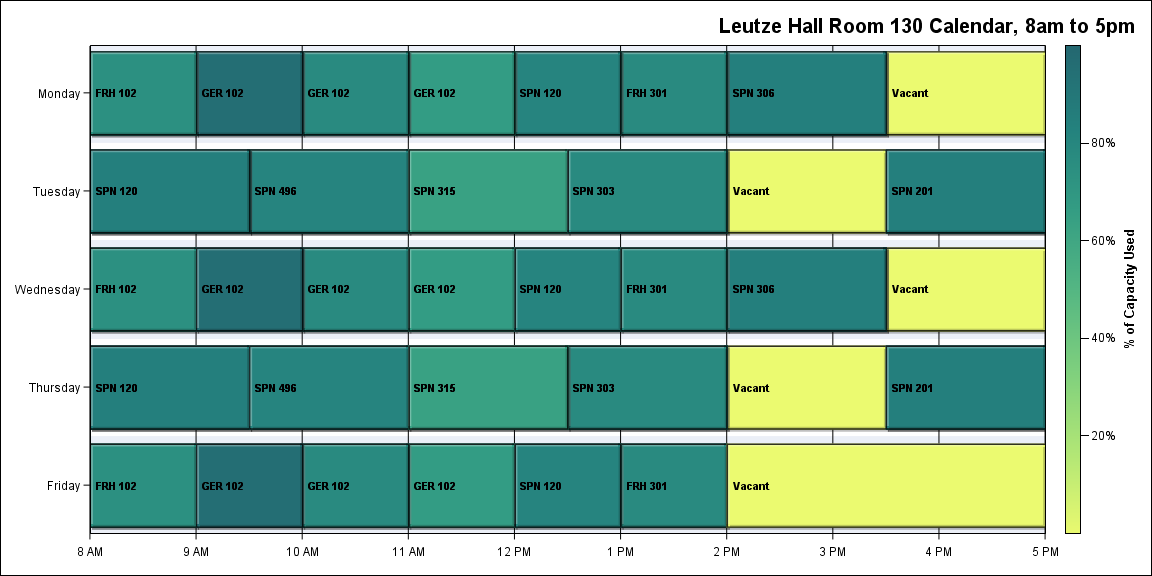 Leutze Hall Room 130 Calendar, 8am to 5pm
Monday
FRH 102
GER 102
GER 102
GER 102
SPN 120
FRH 301
SPN 306
Vacant
Tuesday
SPN 120
SPN 496
SPN 315
SPN 303
Vacant
SPN 201
Wednesday
FRH 102
GER 102
GER 102
GER 102
SPN 120
FRH 301
SPN 306
Vacant
Thursday
SPN 120
SPN 496
SPN 315
SPN 303
Vacant
SPN 201
Friday
FRH 102
GER 102
GER 102
GER 102
SPN 120
FRH 301
Vacant
8 AM
9 AM
10 AM
11 AM
12 PM
1 PM
2 PM
3 PM
4 PM
5 PM
80%
60%
40%
20%
% of Capacity Used